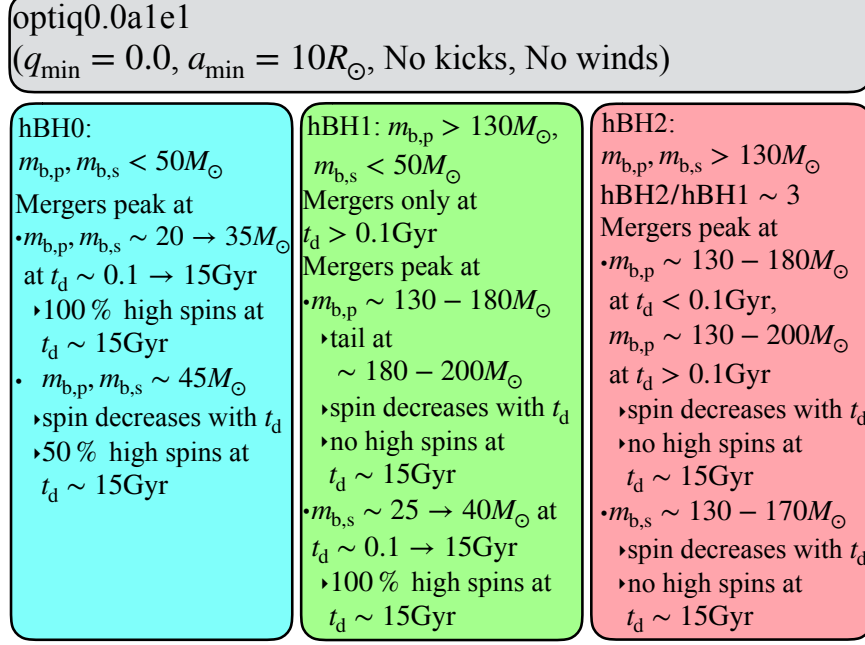 optiq0.0a1e1
(q_min = 0.0, a_min = 10R_⊙, No kicks, No winds)
hBH0:
m_b,p, m_b,s < 50M_⊙
Mergers peak at
•m_b,p, m_b,s ∼ 20 → 35M_⊙
at t_d ∼ 0.1 → 15Gyr
‣100 % high spins at
t_d ∼ 15Gyr
• m_b,p, m_b,s ∼ 45M_⊙
‣spin decreases with t_d
‣50 % high spins at
t_d ∼ 15Gyr
hBH1: m_b,p > 130M_⊙,
m_b,s < 50M_⊙
Mergers only at
t_d > 0.1Gyr
Mergers peak at
•m_b,p ∼ 130 − 180M_⊙
‣tail at
∼ 180 − 200M_⊙
‣spin decreases with t_d
‣no high spins at
t_d ∼ 15Gyr
•m_b,s ∼ 25 → 40M_⊙ at
t_d ∼ 0.1 → 15Gyr
‣100 % high spins at
t_d ∼ 15Gyr
hBH2:
m_b,p, m_b,s > 130M_⊙
hBH2/hBH1 ∼ 3
Mergers peak at
•m_b,p ∼ 130 − 180M_⊙
at t_d < 0.1Gyr,
m_b,p ∼ 130 − 200M_⊙
at t_d > 0.1Gyr
‣spin decreases with t_d
‣no high spins at
t_d ∼ 15Gyr
•m_b,s ∼ 130 − 170M_⊙
‣spin decreases with t_d
‣no high spins at
t_d ∼ 15Gyr